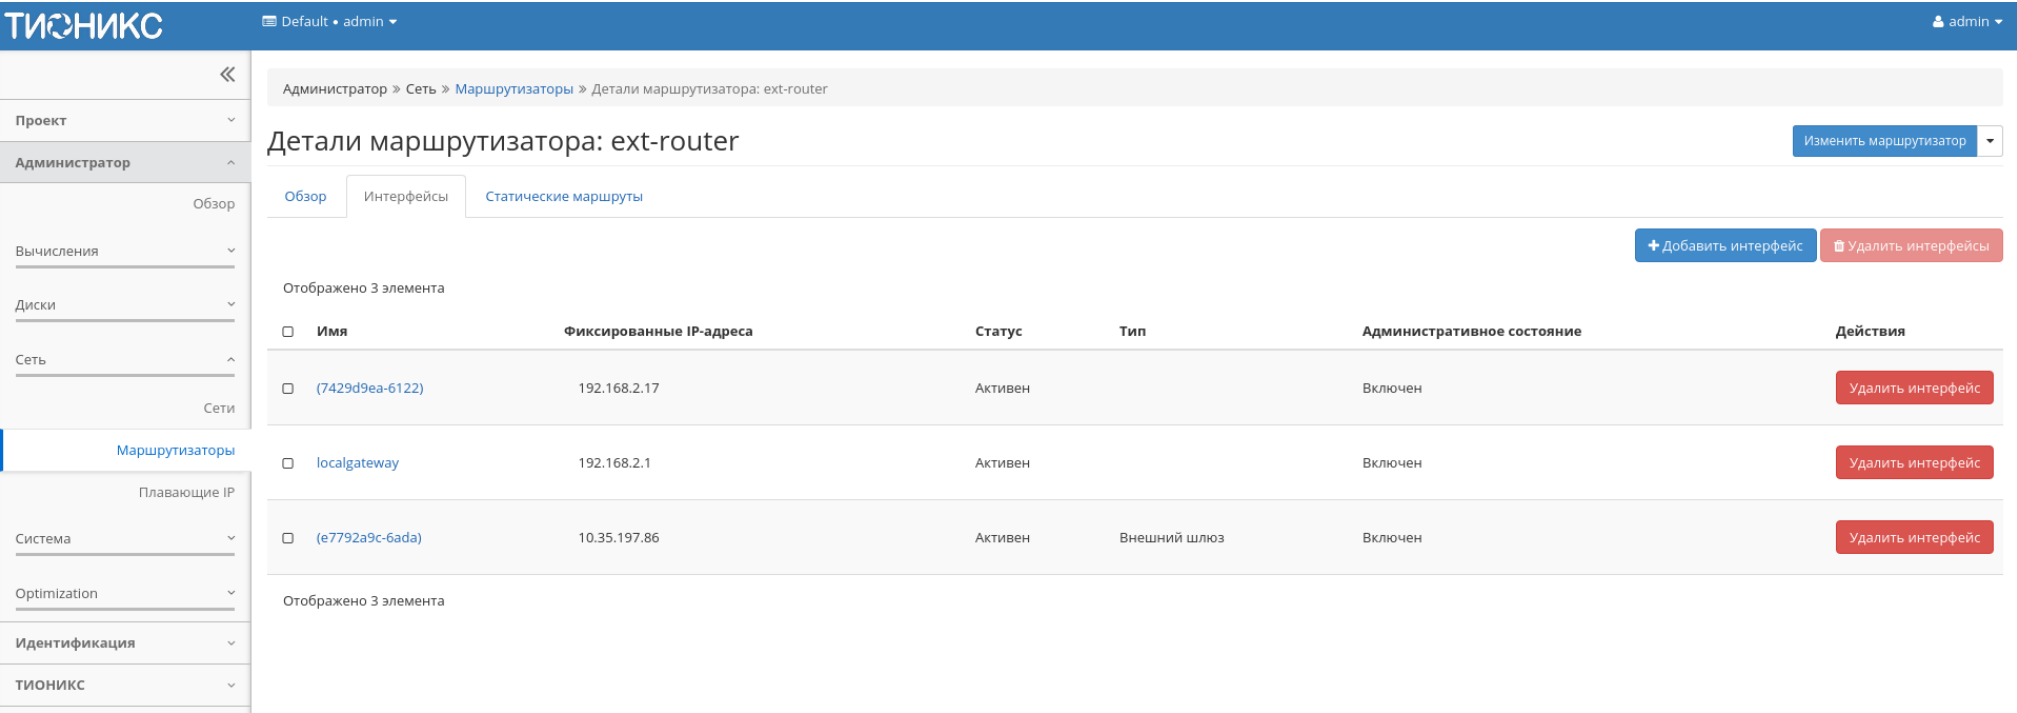 ТИОНИКС
Default • admin
admin
Администратор » Сеть » Маршрутизаторы » Детали маршрутизатора: ext-router
Проект
Администратор
Обзор
Вычисления
Диски
Сеть
Сети
Маршрутизаторы
Плавающие IP
Система
Optimization
Идентификация
ТИОНИКС
Детали маршрутизатора: ext-router
Изменить маршрутизатор
Обзор Интерфейсы Статические маршруты
Добавить интерфейс Удалить интерфейсы
Отображено 3 элемента
Имя Фиксированные IP-адреса Статус Тип Административное состояние Действия
(7429d9ea-6122) 192.168.2.17 Активен Включен Удалить интерфейс
localgateway 192.168.2.1 Активен Включен Удалить интерфейс
(e7792a9c-6ada) 10.35.197.86 Активен Внешний шлюз Включен Удалить интерфейс
Отображено 3 элемента